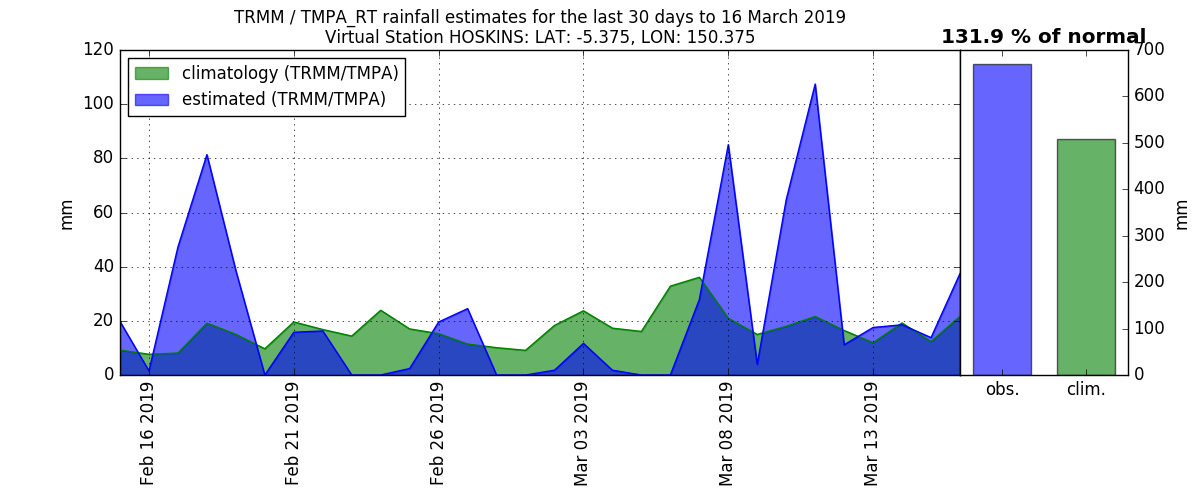 TRMM / TMPA_RT rainfall estimates for the last 30 days to 16 March 2019
Virtual Station HOSKINS: LAT: -5.375, LON: 150.375
131.9 % of normal
climatology (TRMM/TMPA)
estimated (TRMM/TMPA)
120
100
80
60
40
20
0
mm
Feb 16 2019
Feb 21 2019
Feb 26 2019
Mar 03 2019
Mar 08 2019
Mar 13 2019
700
600
500
400
300
200
100
0
mm
obs.
clim.